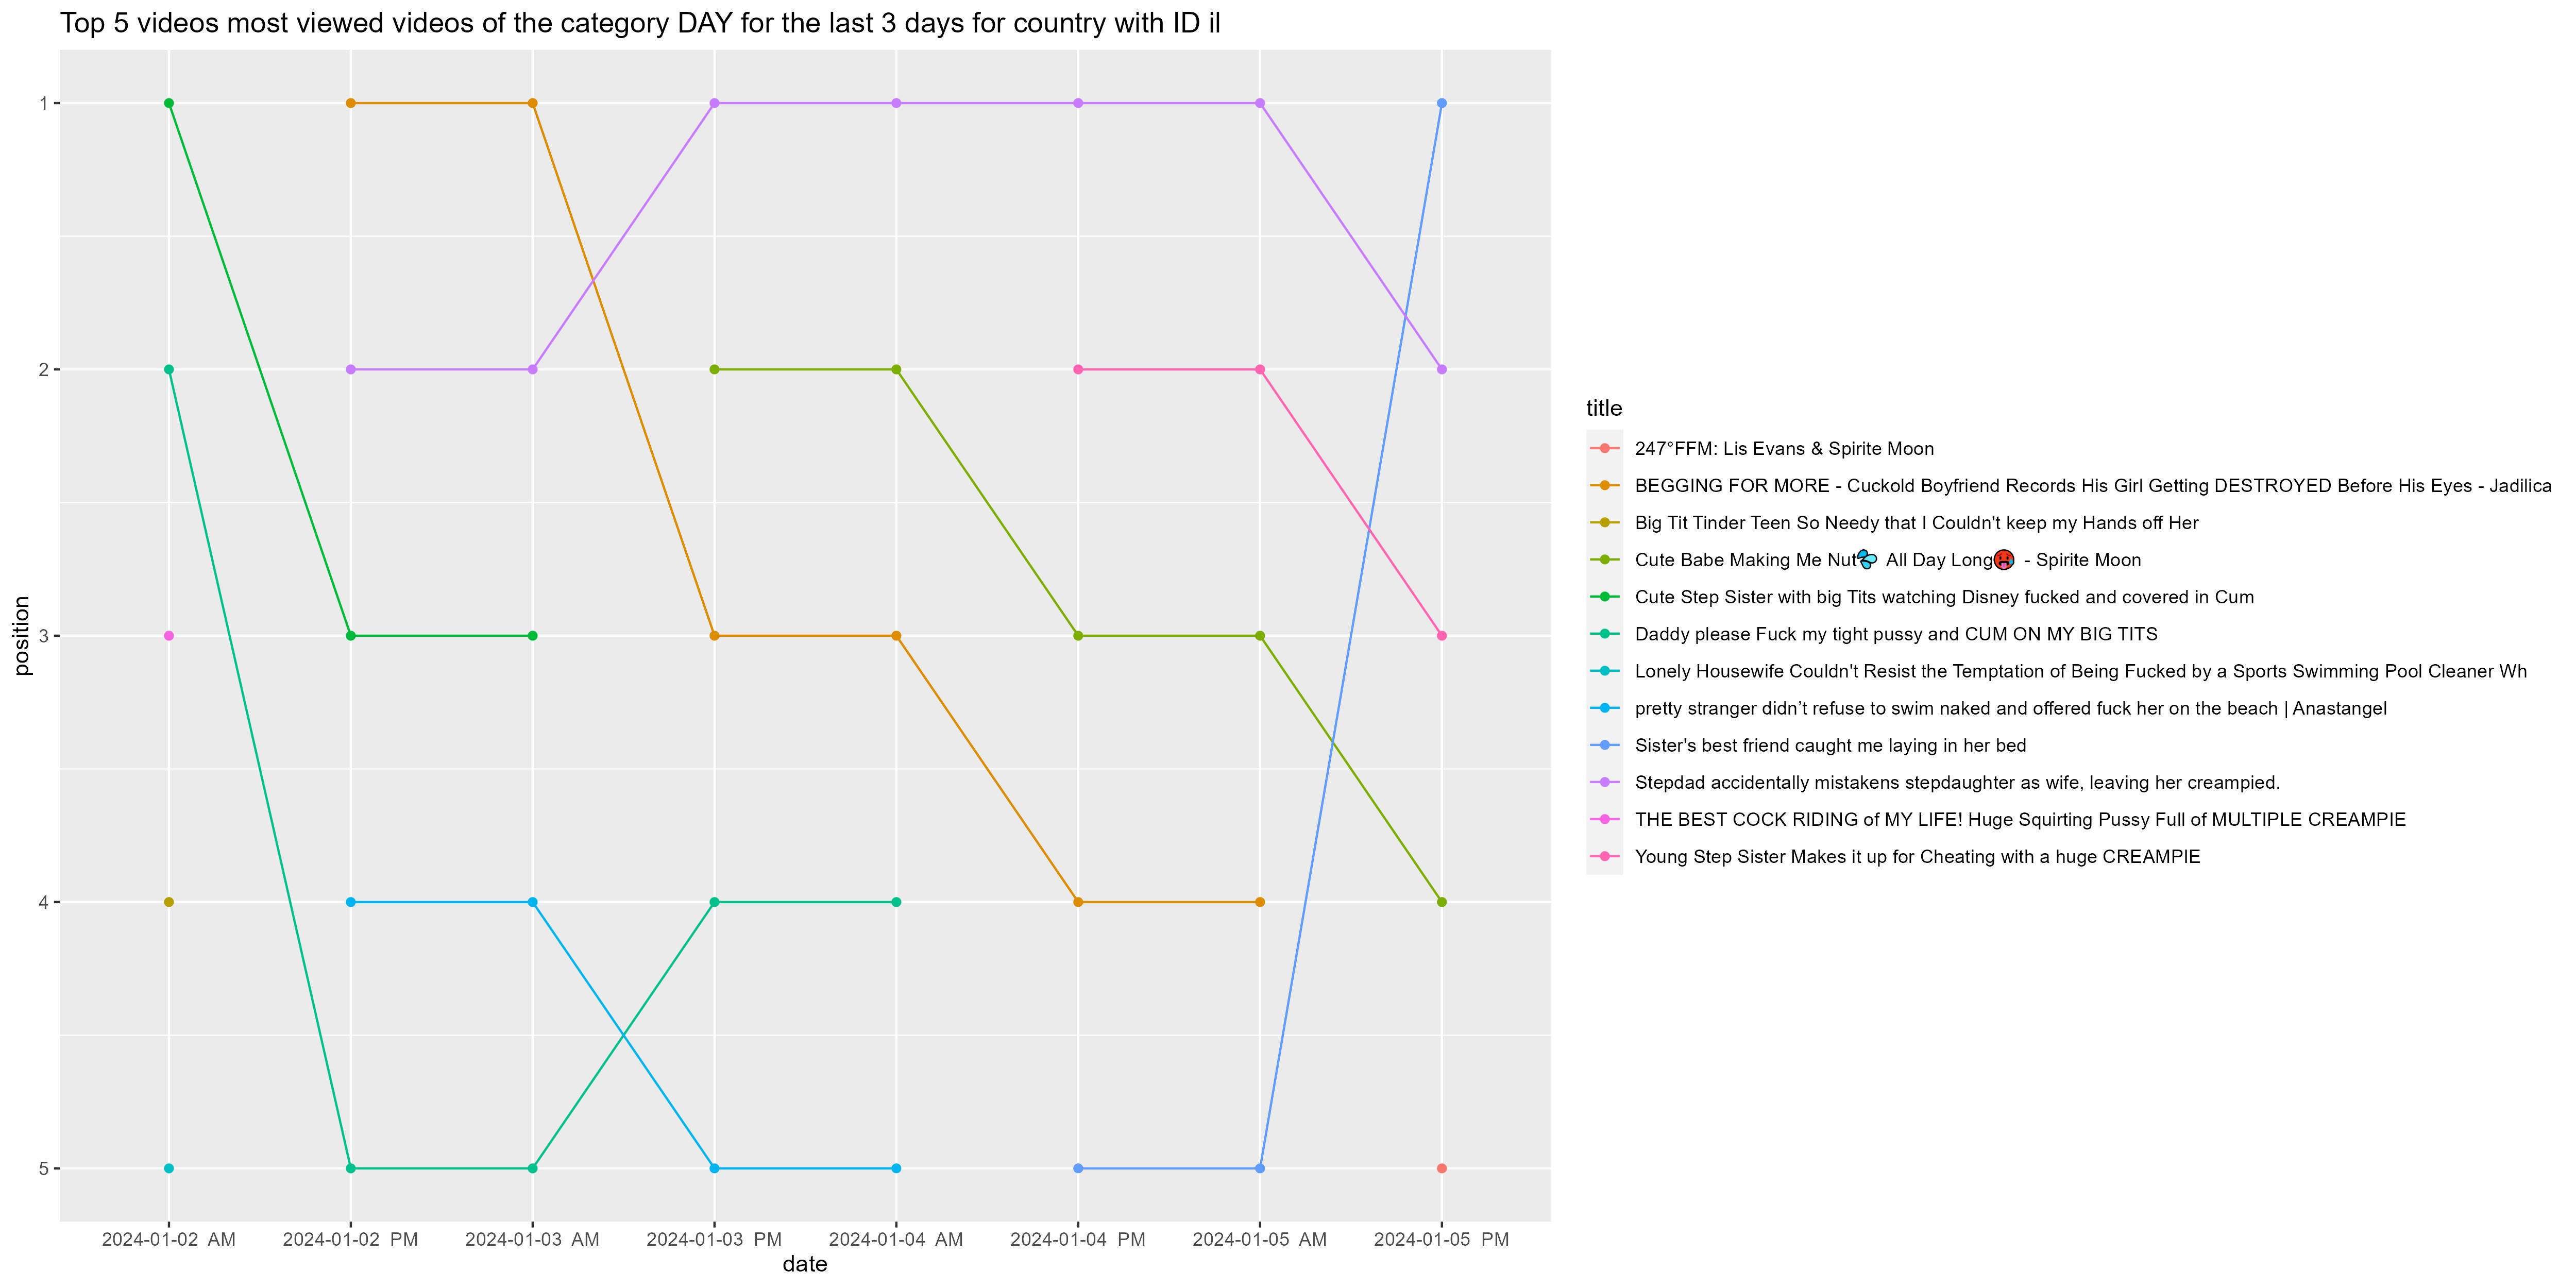 Top 5 videos most viewed videos of the category DAY for the last 3 days for country with ID il
position
1
2
3
4
5
2024-01-02 AM
2024-01-02 PM
2024-01-03 AM
2024-01-03 PM
2024-01-04 AM
2024-01-04 PM
2024-01-05 AM
2024-01-05 PM
date
title
247°FFM: Lis Evans & Spirite Moon
BEGGING FOR MORE - Cuckold Boyfriend Records His Girl Getting DESTROYED Before His Eyes - Jadilica
Big Tit Tinder Teen So Needy that I Couldn't keep my Hands off Her
Cute Babe Making Me Nut💦 All Day Long🥵 - Spirite Moon
Cute Step Sister with big Tits watching Disney fucked and covered in Cum
Daddy please Fuck my tight pussy and CUM ON MY BIG TITS
Lonely Housewife Couldn't Resist the Temptation of Being Fucked by a Sports Swimming Pool Cleaner Wh
pretty stranger didn’t refuse to swim naked and offered fuck her on the beach | Anastangel
Sister's best friend caught me laying in her bed
Stepdad accidentally mistakens stepdaughter as wife, leaving her creampied.
THE BEST COCK RIDING of MY LIFE! Huge Squirting Pussy Full of MULTIPLE CREAMPIE
Young Step Sister Makes it up for Cheating with a huge CREAMPIE